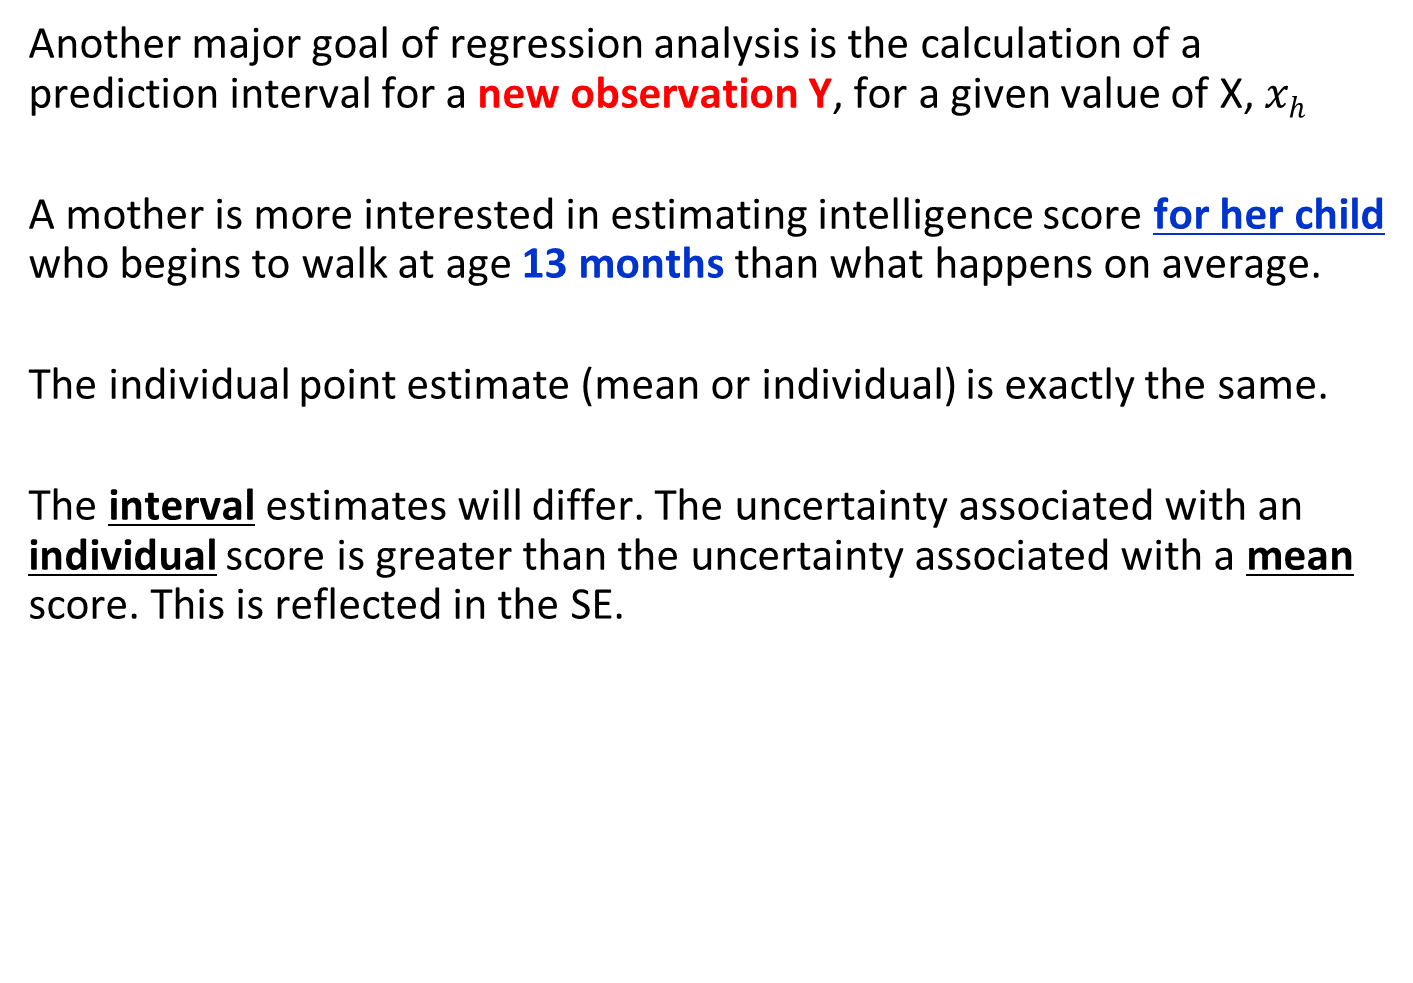 Another major goal of regression analysis is the calculation of a
prediction interval for a new observation Y, for a given value of X, xₕ
A mother is more interested in estimating intelligence score for her child
who begins to walk at age 13 months than what happens on average.
The individual point estimate (mean or individual) is exactly the same.
The interval estimates will differ. The uncertainty associated with an
individual score is greater than the uncertainty associated with a mean
score. This is reflected in the SE.